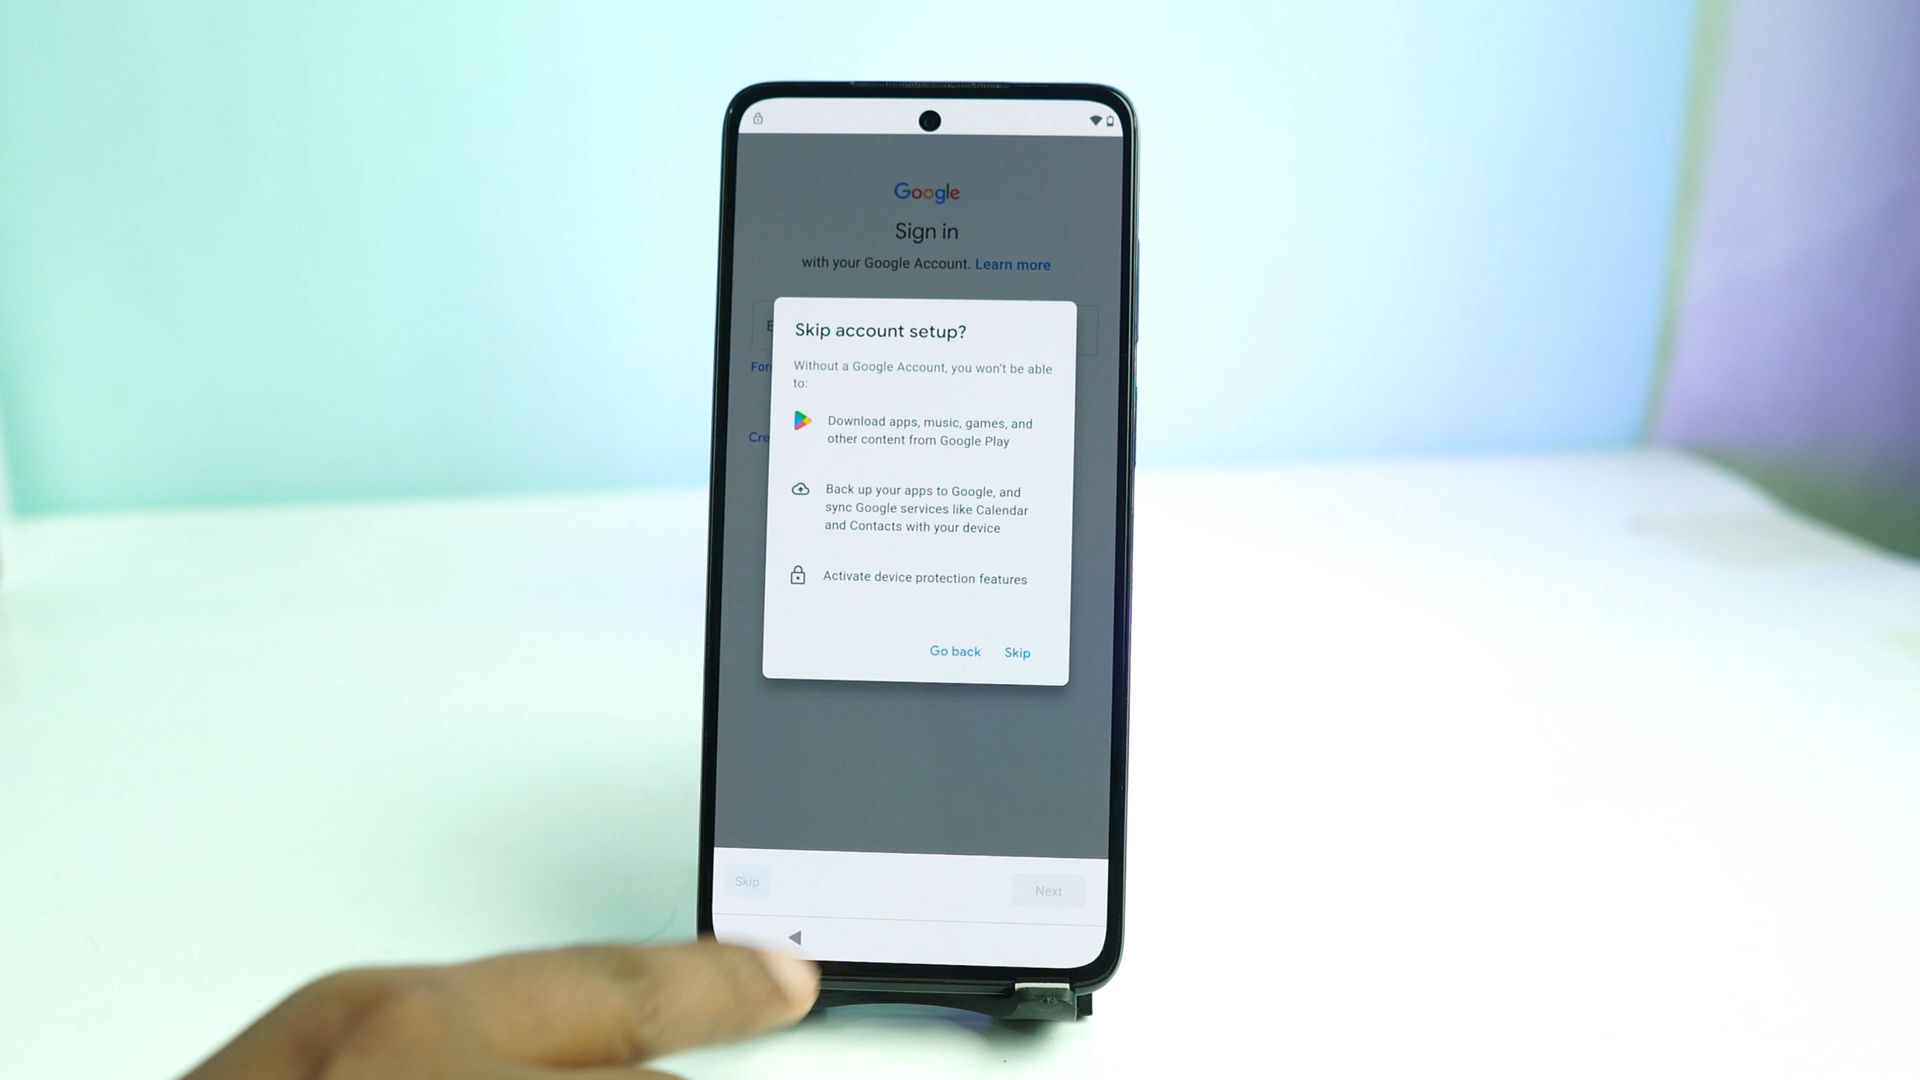 Google
Sign in
with your Google Account. Learn more
Skip account setup?
Without a Google Account, you won't be able
to:
Download apps, music, games, and
other content from Google Play
Back up your apps to Google, and
sync Google services like Calendar
and Contacts with your device
Activate device protection features
Go back Skip
Skip Next